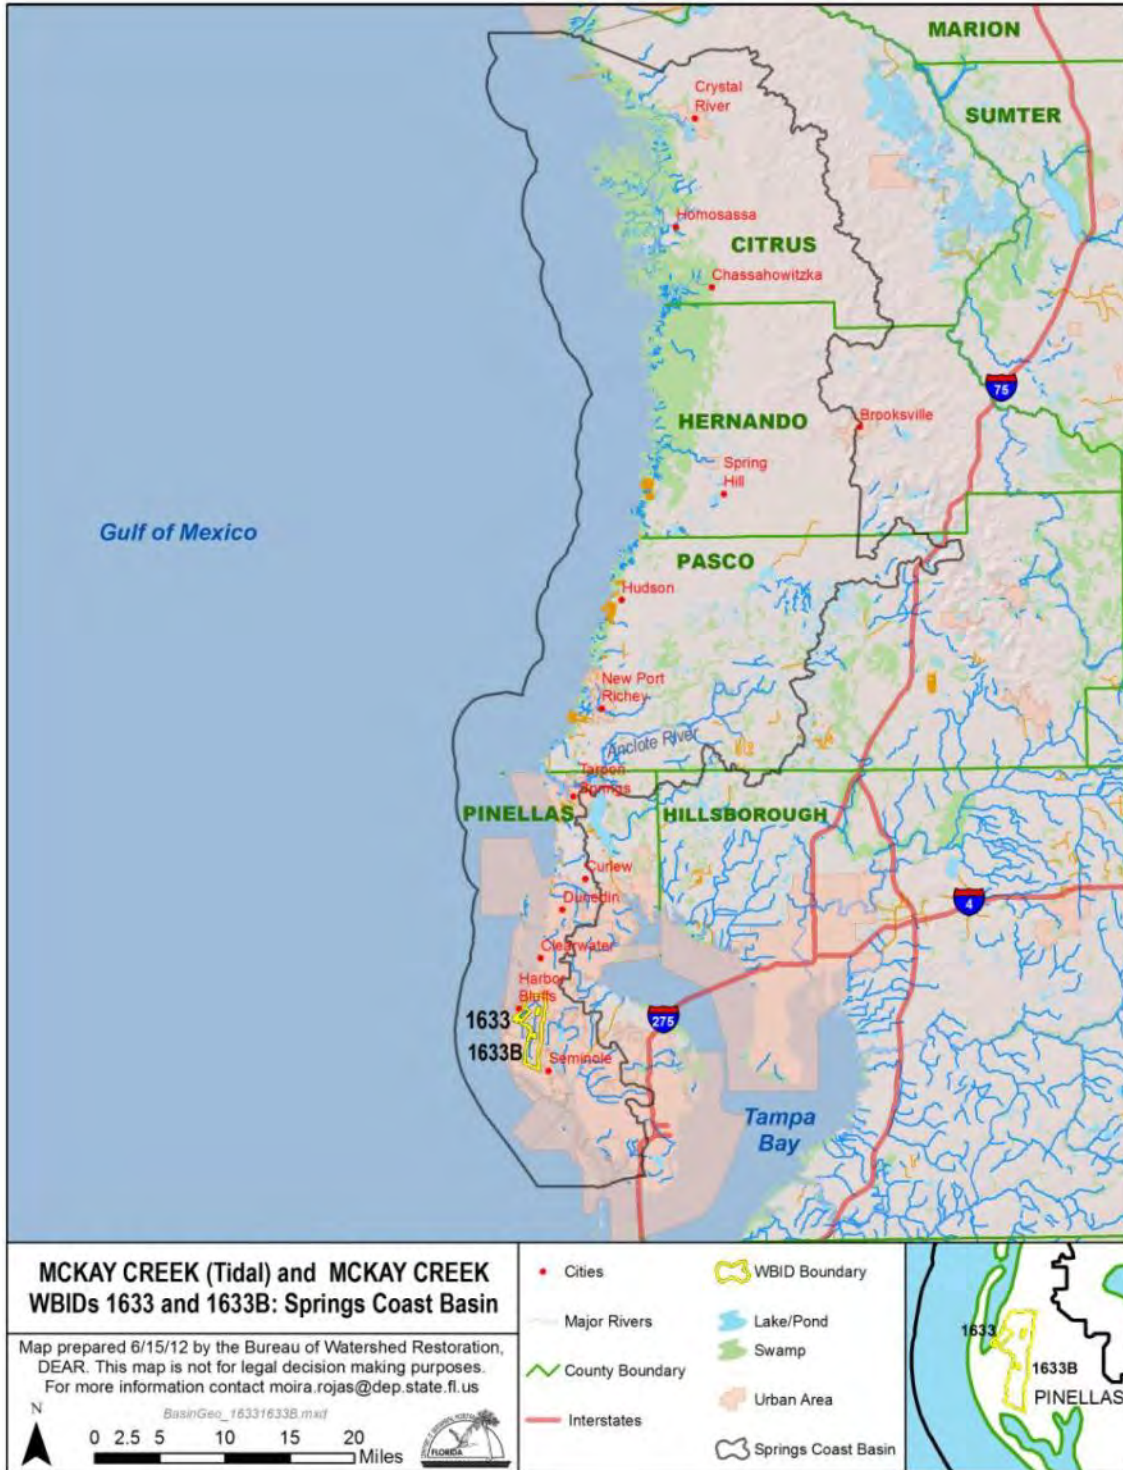 MARION
SUMTER
Crystal
River
Homosassa
CITRUS
Chassahowitzka
75
HERNANDO
Brooksville
Spring
Hill
Gulf of Mexico
PASCO
Hudson
New Port
Richey
Anclote River
Tarpon
Springs
PINELLAS
HILLSBOROUGH
Curlew
Dunedin
4
Clearwater
Harbor
Bluffs
1633
275
1633B
Seminole
Tampa
Bay
MCKAY CREEK (Tidal) and MCKAY CREEK
WBIDs 1633 and 1633B: Springs Coast Basin
Map prepared 6/15/12 by the Bureau of Watershed Restoration,
DEAR. This map is not for legal decision making purposes.
For more information contact moira.rojas@dep.state.fl.us
BasinGeo_16331633B.mxd
N
0 2.5 5 10 15 20
Miles
FLORIDA
Cities
Major Rivers
County Boundary
Interstates
WBID Boundary
Lake/Pond
Swamp
Urban Area
Springs Coast Basin
1633
1633B
PINELLAS